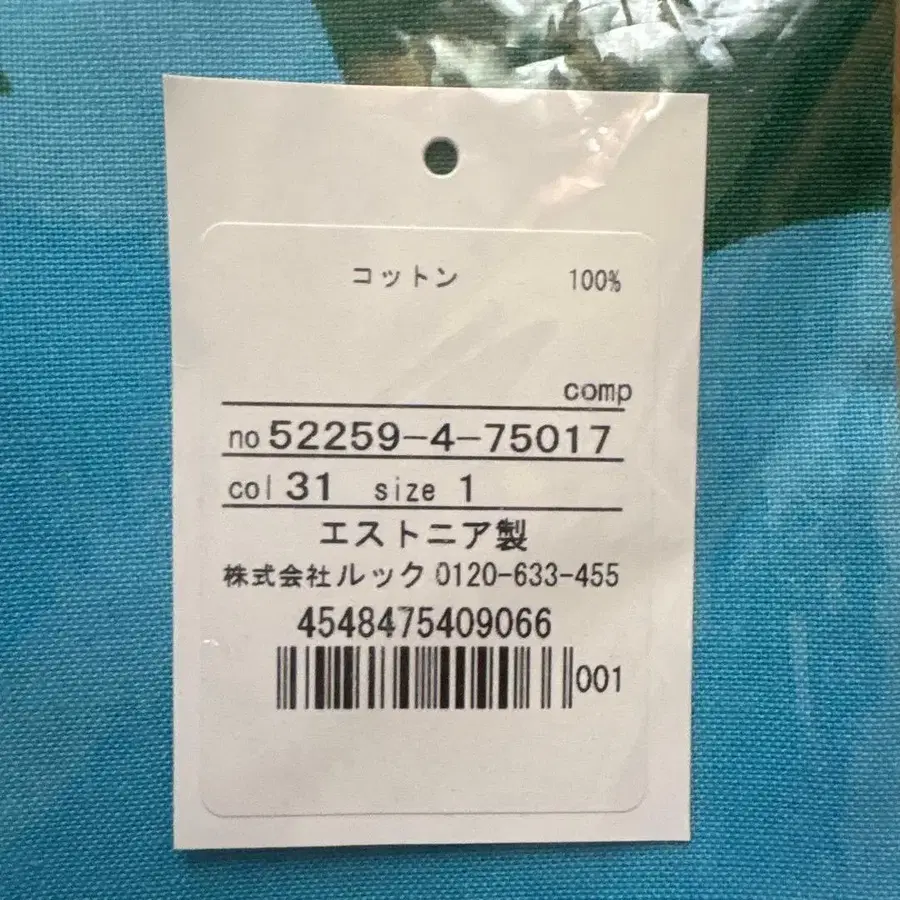 コットン 100%
comp
no 52259-4-75017
col 31 size 1
エストニア製
株式会社ルック 0120-633-455
4548475409066
001